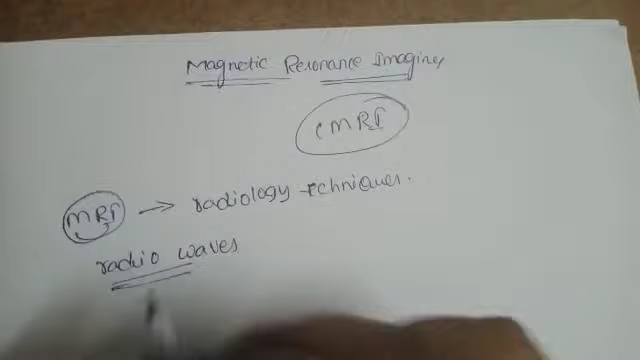 Magnetic Resonance Imaging
(MRI
MRI → radiology techniques.
radio waves